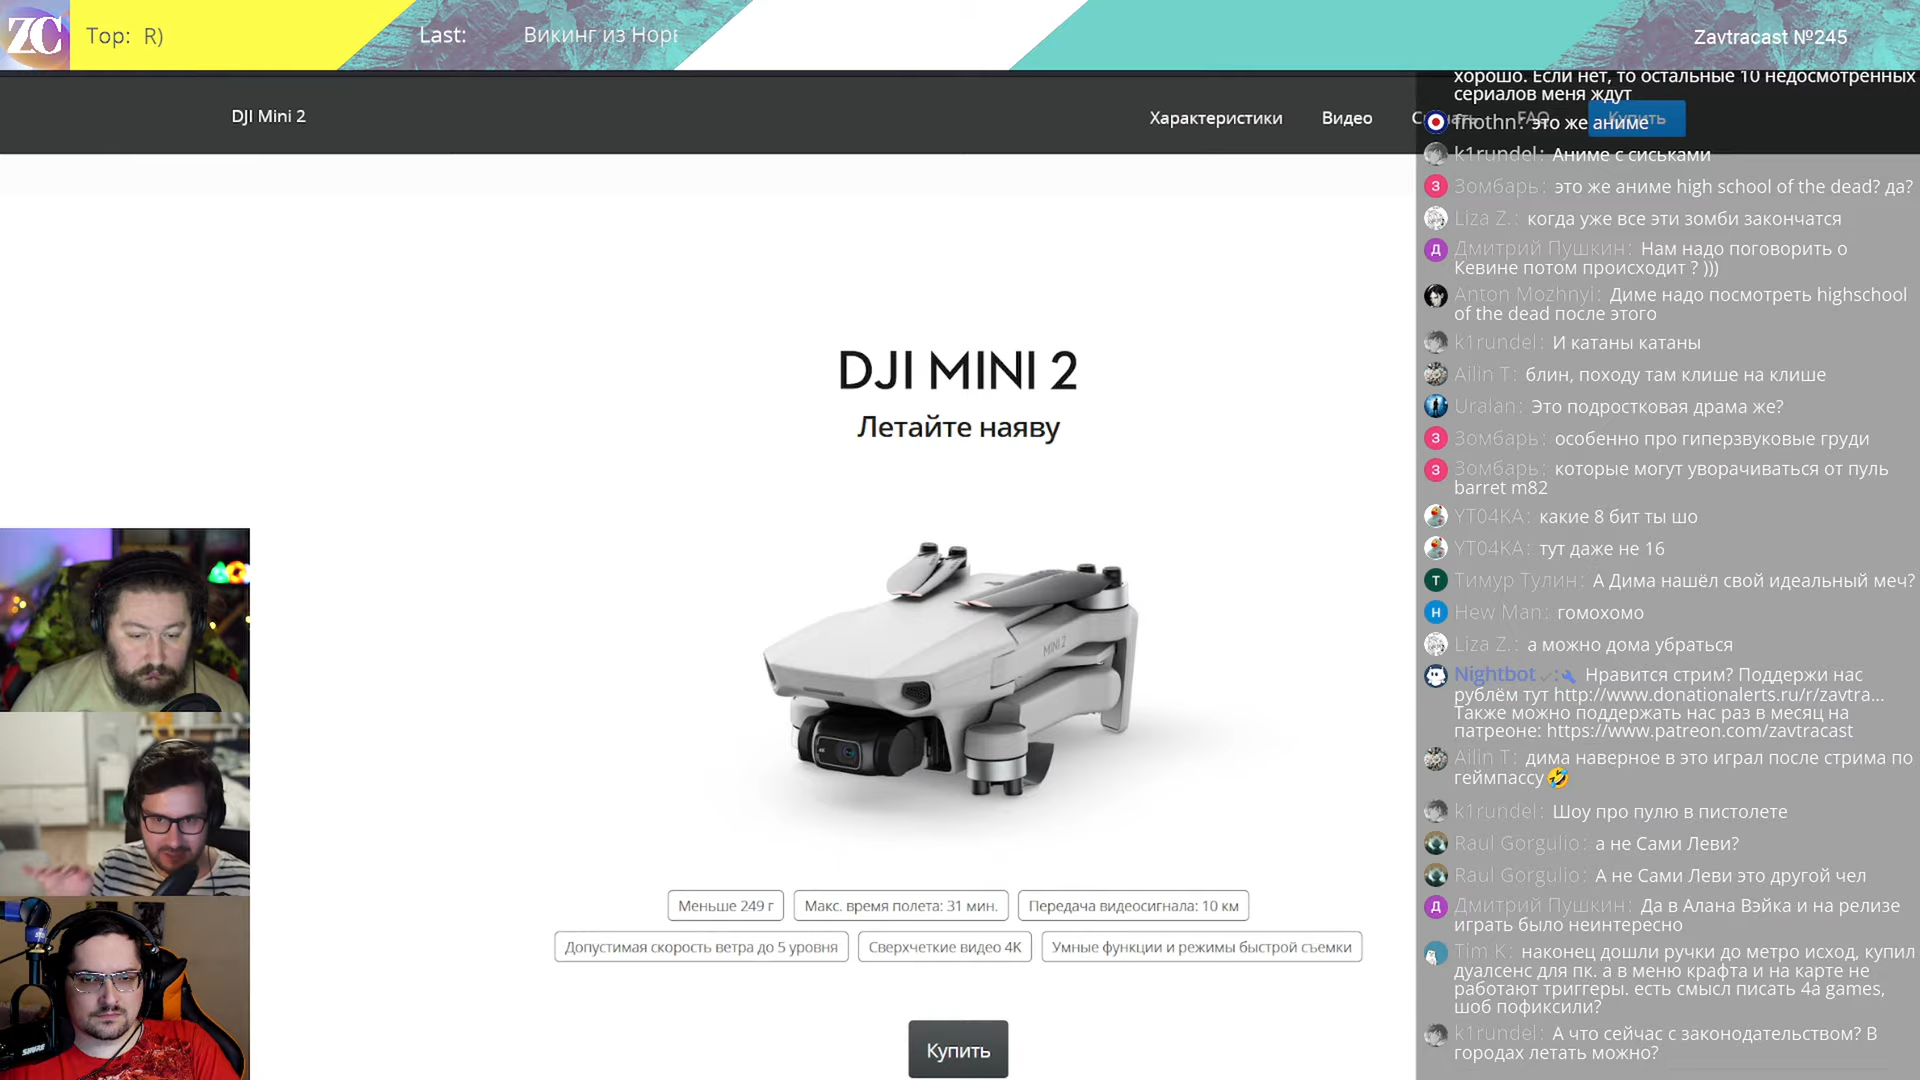 ZC
Top: R)
Last:
Викинг из Норв
Zavtracast №245
DJI Mini 2
Характеристики
Видео
FAQ
Купить
DJI MINI 2
Летайте наяву
MINI 2
Меньше 249 г
Макс. время полета: 31 мин.
Передача видеосигнала: 10 км
Допустимая скорость ветра до 5 уровня
Сверхчеткие видео 4K
Умные функции и режимы быстрой съемки
Купить
SHURE
хорошо. Если нет, то остальные 10 недосмотренных
сериалов меня ждут
fhothn: это же аниме
k1rundel: Аниме с сиськами
Зомбарь: это же аниме high school of the dead? да?
Liza Z.: когда уже все эти зомби закончатся
Дмитрий Пушкин: Нам надо поговорить о
Кевине потом происходит ? )))
Anton Mozhnyi: Диме надо посмотреть highschool
of the dead после этого
k1rundel: И катаны катаны
Ailin T: блин, походу там клише на клише
Uralan: Это подростковая драма же?
Зомбарь: особенно про гиперзвуковые груди
Зомбарь: которые могут уворачиваться от пуль
barret m82
YT04KA: какие 8 бит ты шо
YT04KA: тут даже не 16
Тимур Тулин: А Дима нашёл свой идеальный меч?
Hew Man: гомохомо
Liza Z.: а можно дома убраться
Nightbot: Нравится стрим? Поддержи нас
рублём тут http://www.donationalerts.ru/r/zavtra...
Также можно поддержать нас раз в месяц на
патреоне: https://www.patreon.com/zavtracast
Ailin T: дима наверное в это играл после стрима по
геймпассу🤣
k1rundel: Шоу про пулю в пистолете
Raul Gorgulio: а не Сами Леви?
Raul Gorgulio: А не Сами Леви это другой чел
Дмитрий Пушкин: Да в Алана Вэйка и на релизе
играть было неинтересно
Tim K: наконец дошли ручки до метро исход, купил
дуалсенс для пк. а в меню крафта и на карте не
работают триггеры. есть смысл писать 4a games,
шоб пофиксили?
k1rundel: А что сейчас с законодательством? В
городах летать можно?